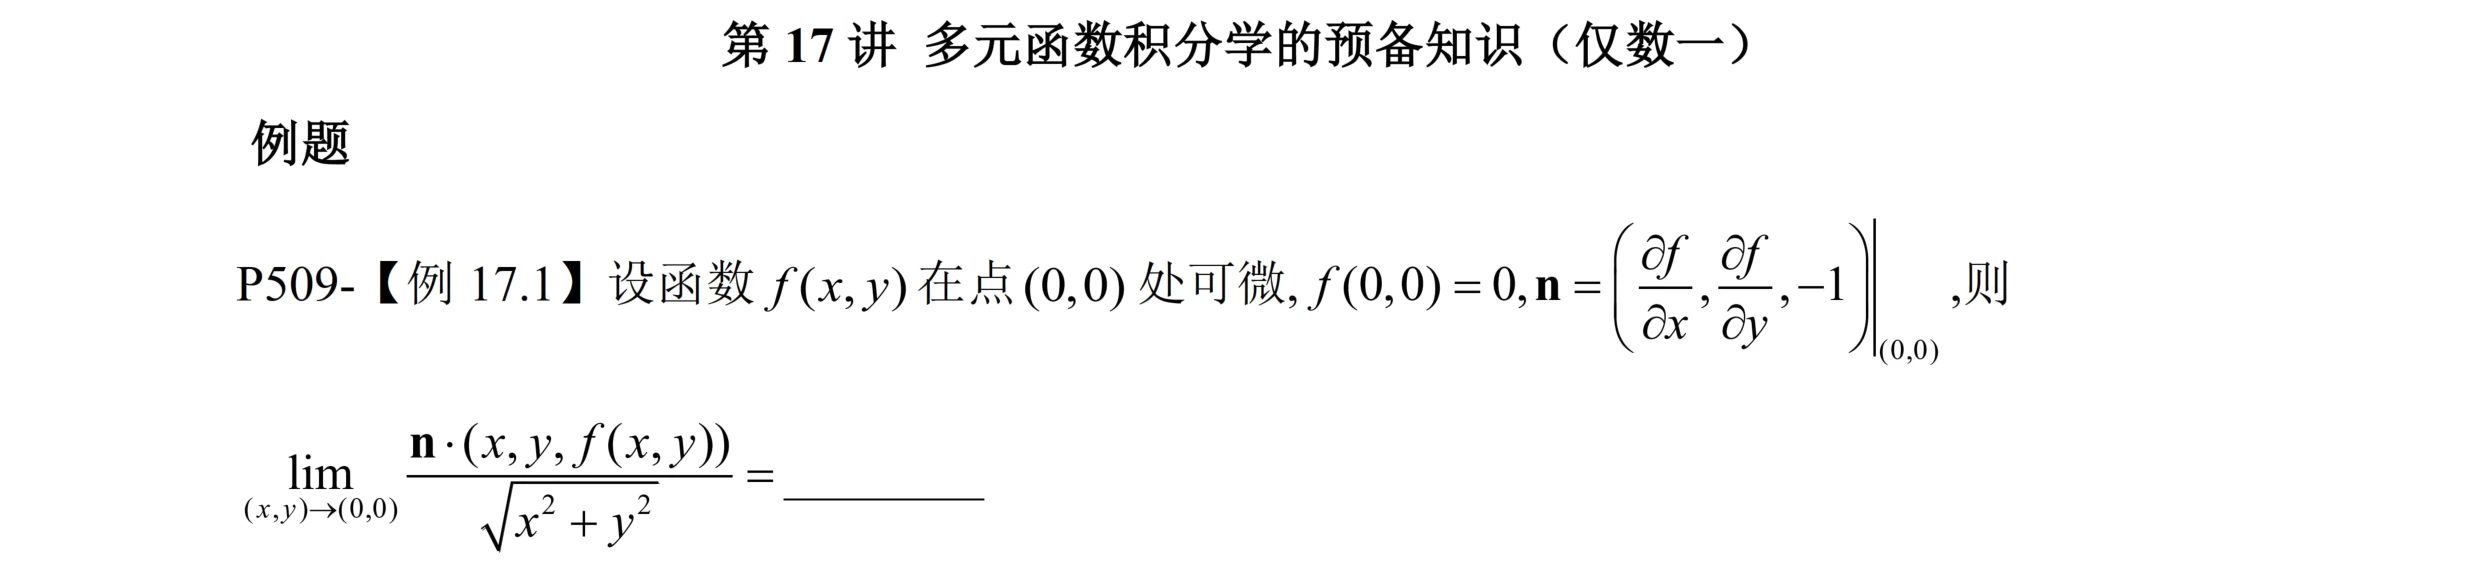 第 17 讲 多元函数积分学的预备知识（仅数一）
例题
P509-【例 17.1】设函数 $f(x,y)$ 在点 $(0,0)$ 处可微, $f(0,0)=0, \mathbf{n}=\left.\left(\frac{\partial f}{\partial x},\frac{\partial f}{\partial y},-1\right)\right|_{(0,0)}$ ,则
$\lim_{(x,y)\to(0,0)}\frac{\mathbf{n}\cdot(x,y,f(x,y))}{\sqrt{x^2+y^2}}=$ ________